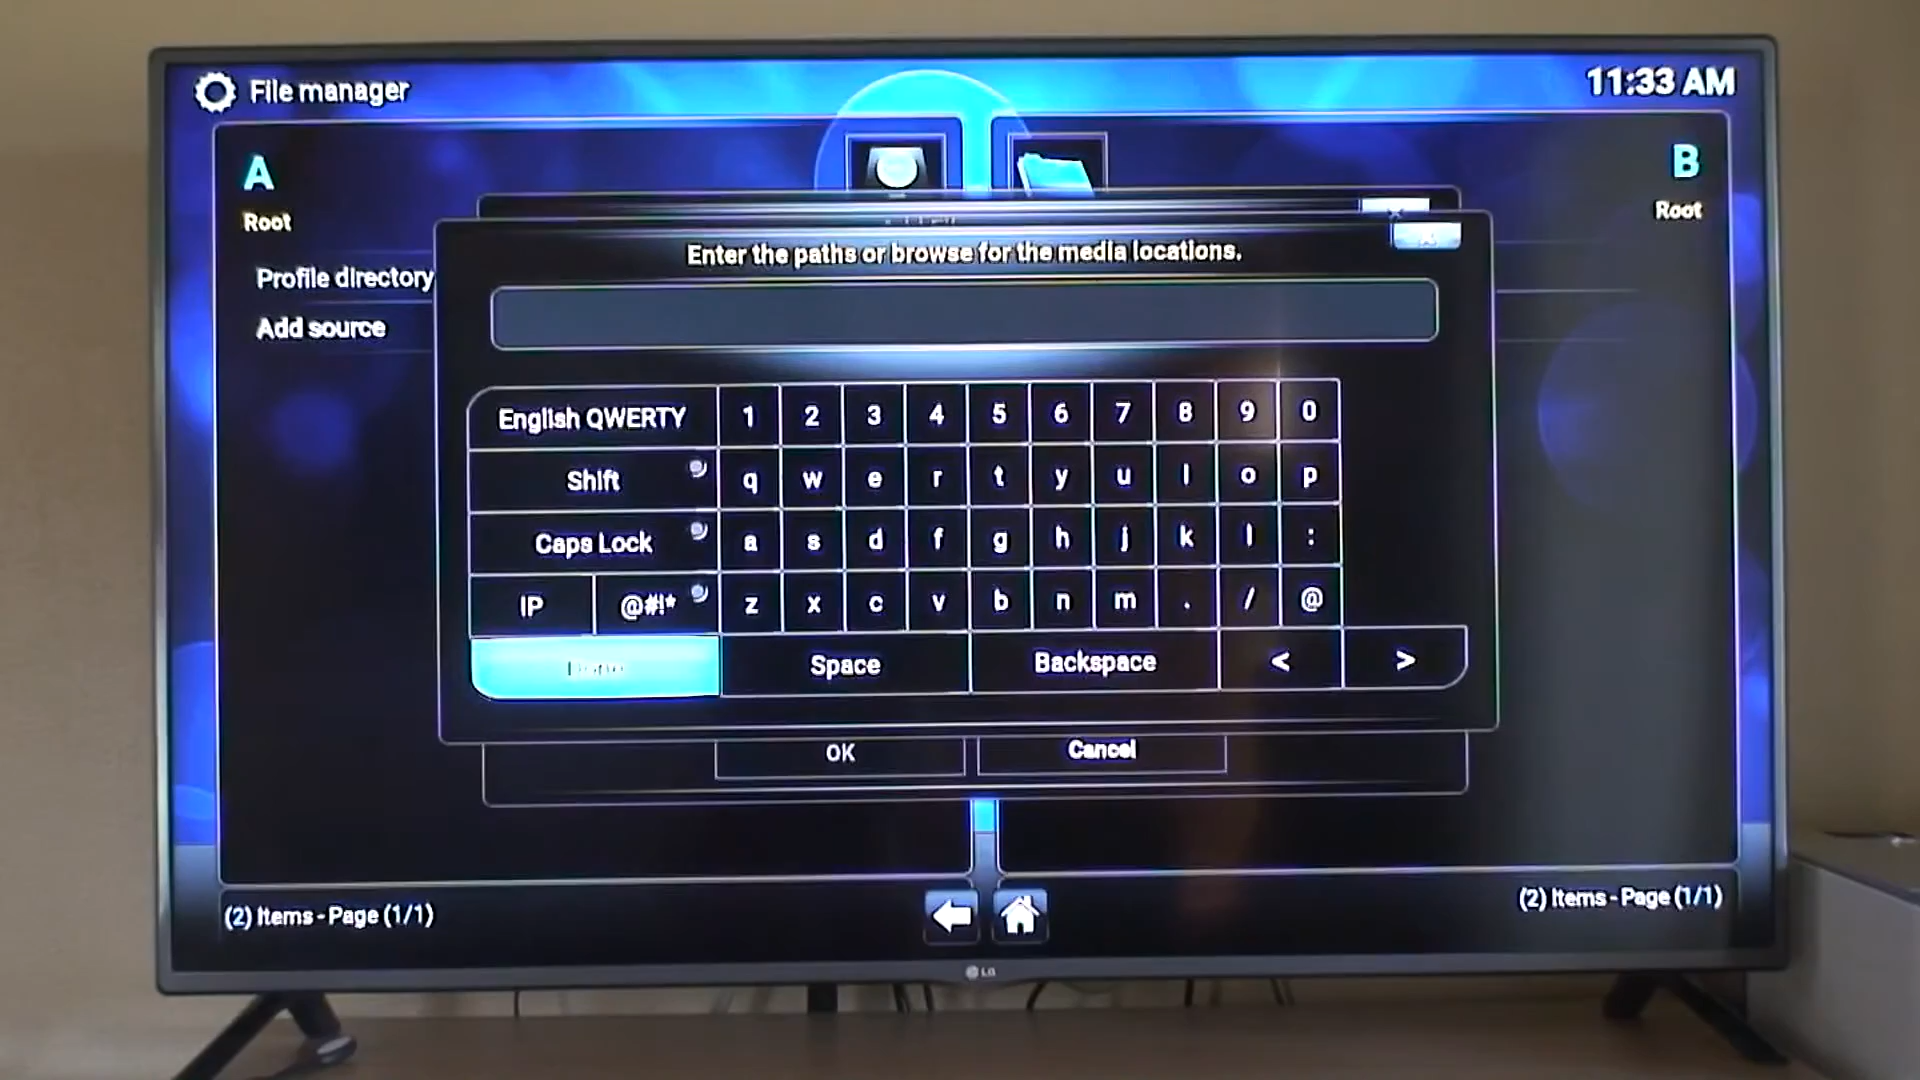 File manager
11:33 AM
A
B
Root
Root
Enter the paths or browse for the media locations.
Profile directory
Add source
English QWERTY 1 2 3 4 5 6 7 8 9 0
Shift q w e r t y u i o p
Caps Lock a s d f g h j k l :
IP @#!* z x c v b n m . / @
Done Space Backspace < >
OK Cancel
(2) Items - Page (1/1)
(2) Items - Page (1/1)
LG